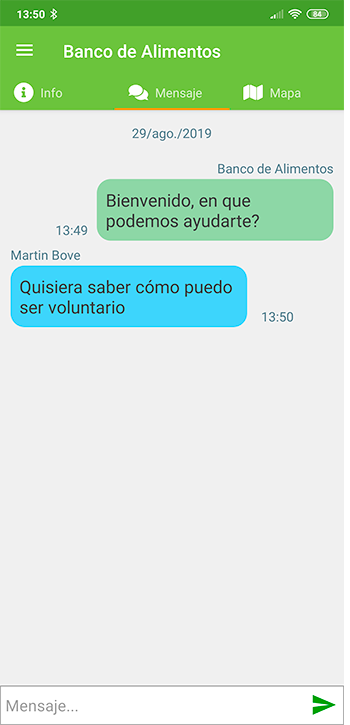 13:50
84
Banco de Alimentos
Info
Mensaje
Mapa
29/ago./2019
Banco de Alimentos
Bienvenido, en que
podemos ayudarte?
13:49
Martin Bove
Quisiera saber cómo puedo
ser voluntario
13:50
Mensaje...